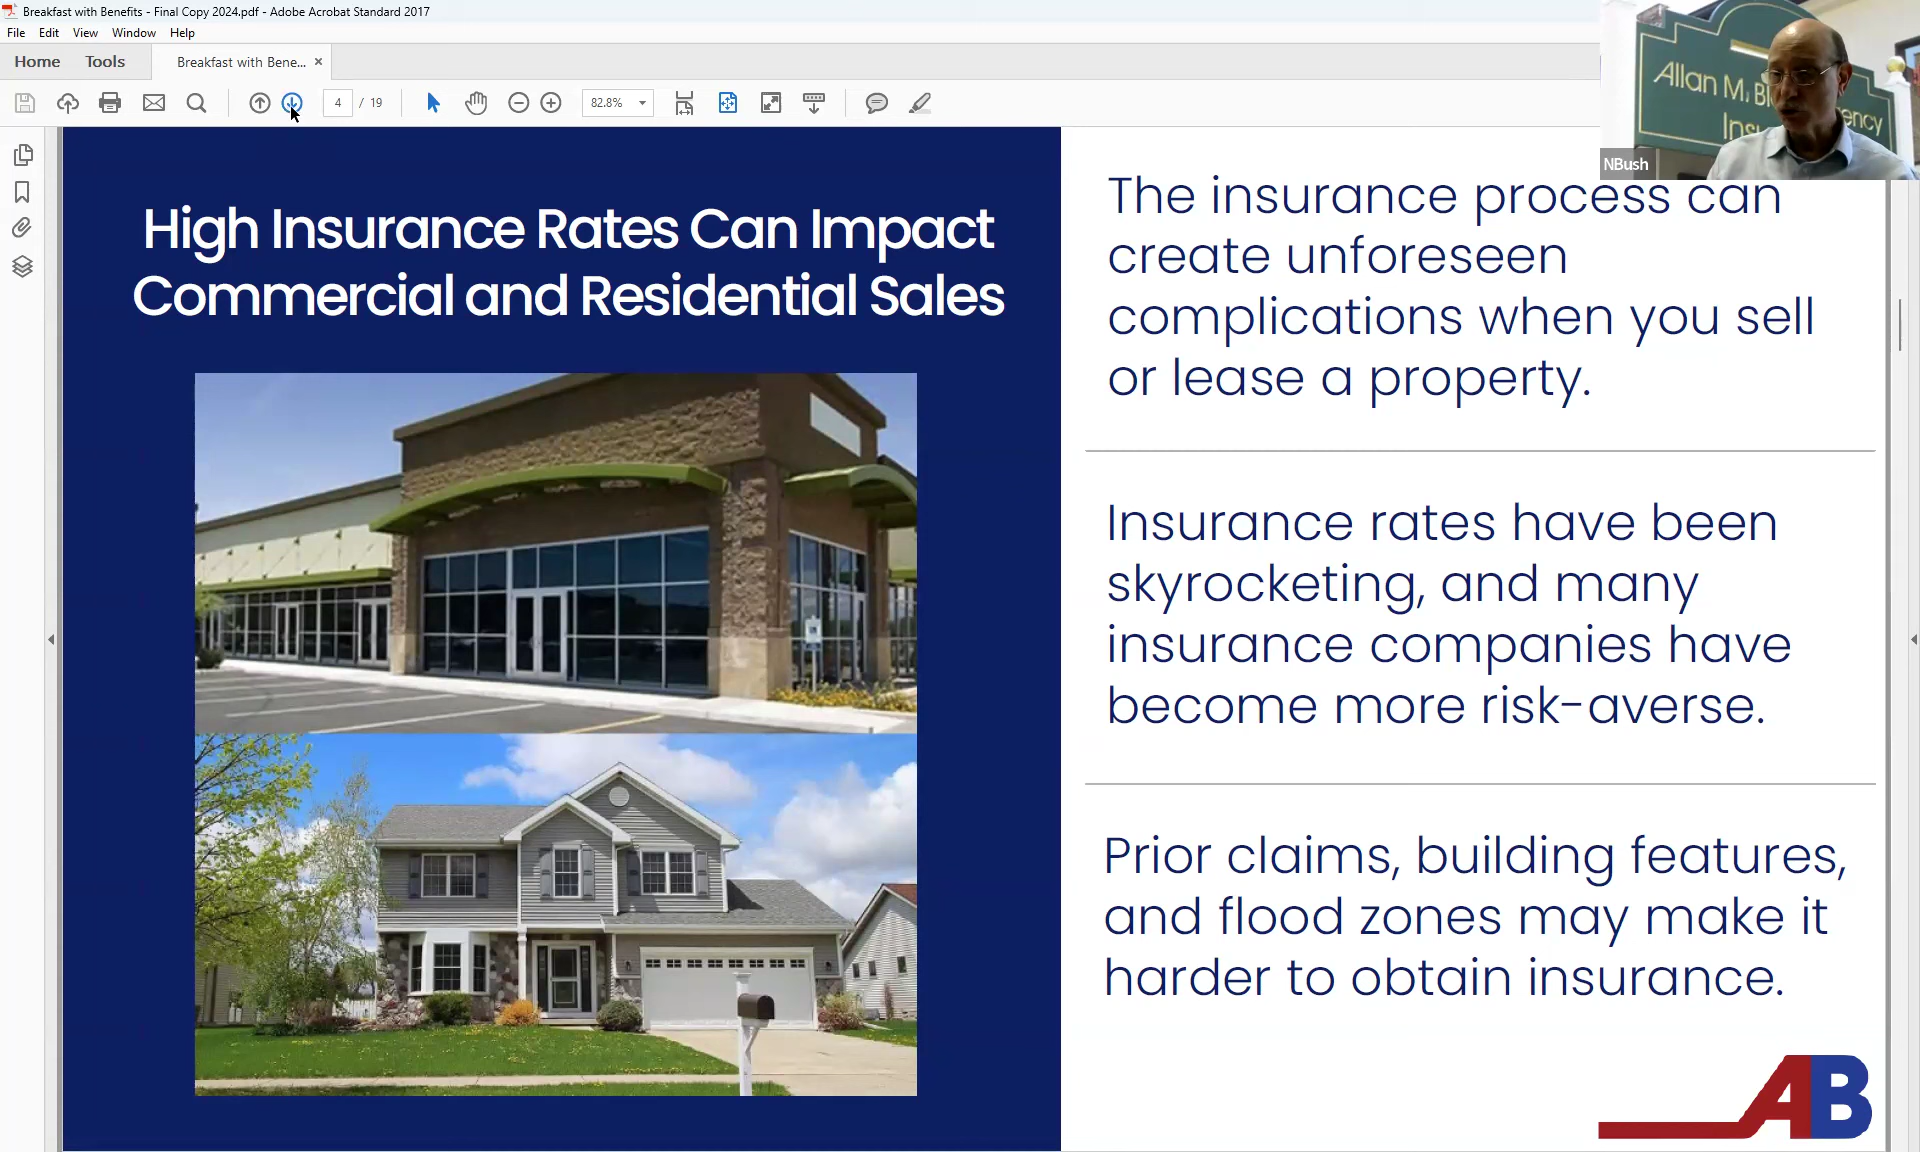 Breakfast with Benefits - Final Copy 2024.pdf - Adobe Acrobat Standard 2017
File Edit View Window Help
Home Tools Breakfast with Bene... ×
4 / 19 82.8%
Allan M. Bl ency
Ins
NBush
High Insurance Rates Can Impact
Commercial and Residential Sales
The insurance process can
create unforeseen
complications when you sell
or lease a property.
Insurance rates have been
skyrocketing, and many
insurance companies have
become more risk-averse.
Prior claims, building features,
and flood zones may make it
harder to obtain insurance.
AB